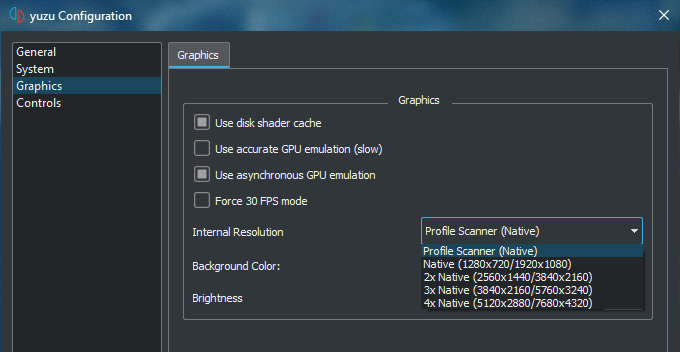 yuzu Configuration
General
System
Graphics
Controls
Graphics
Graphics
Use disk shader cache
Use accurate GPU emulation (slow)
Use asynchronous GPU emulation
Force 30 FPS mode
Internal Resolution
Profile Scanner (Native)
Profile Scanner (Native)
Native (1280x720/1920x1080)
2x Native (2560x1440/3840x2160)
3x Native (3840x2160/5760x3240)
4x Native (5120x2880/7680x4320)
Background Color:
Brightness